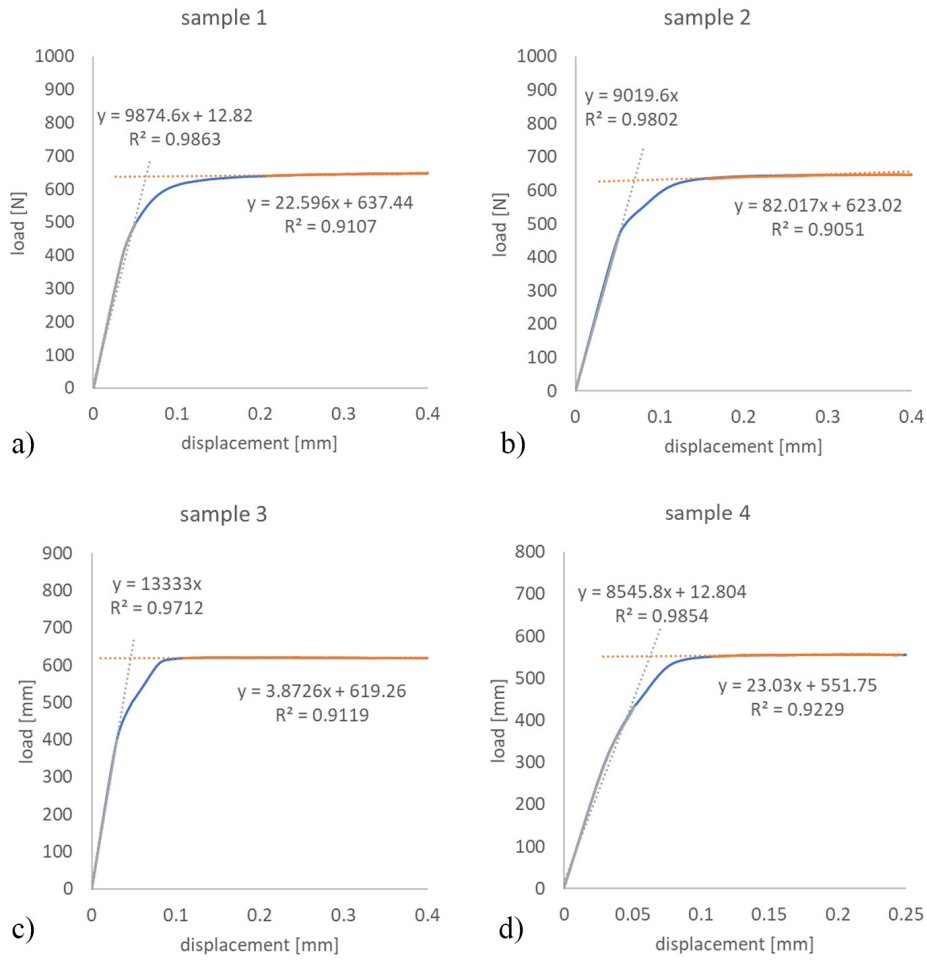 sample 1
1000
900
800
700
600
500
400
300
200
100
0
load [N]
y = 9874.6x + 12.82
R² = 0.9863
y = 22.596x + 637.44
R² = 0.9107
0 0.1 0.2 0.3 0.4
displacement [mm]
a)
sample 2
1000
900
800
700
600
500
400
300
200
100
0
load [N]
y = 9019.6x
R² = 0.9802
y = 82.017x + 623.02
R² = 0.9051
0 0.1 0.2 0.3 0.4
displacement [mm]
b)
sample 3
900
800
700
600
500
400
300
200
100
0
load [mm]
y = 13333x
R² = 0.9712
y = 3.8726x + 619.26
R² = 0.9119
0 0.1 0.2 0.3 0.4
displacement [mm]
c)
sample 4
800
700
600
500
400
300
200
100
0
load [mm]
y = 8545.8x + 12.804
R² = 0.9854
y = 23.03x + 551.75
R² = 0.9229
0 0.05 0.1 0.15 0.2 0.25
displacement [mm]
d)